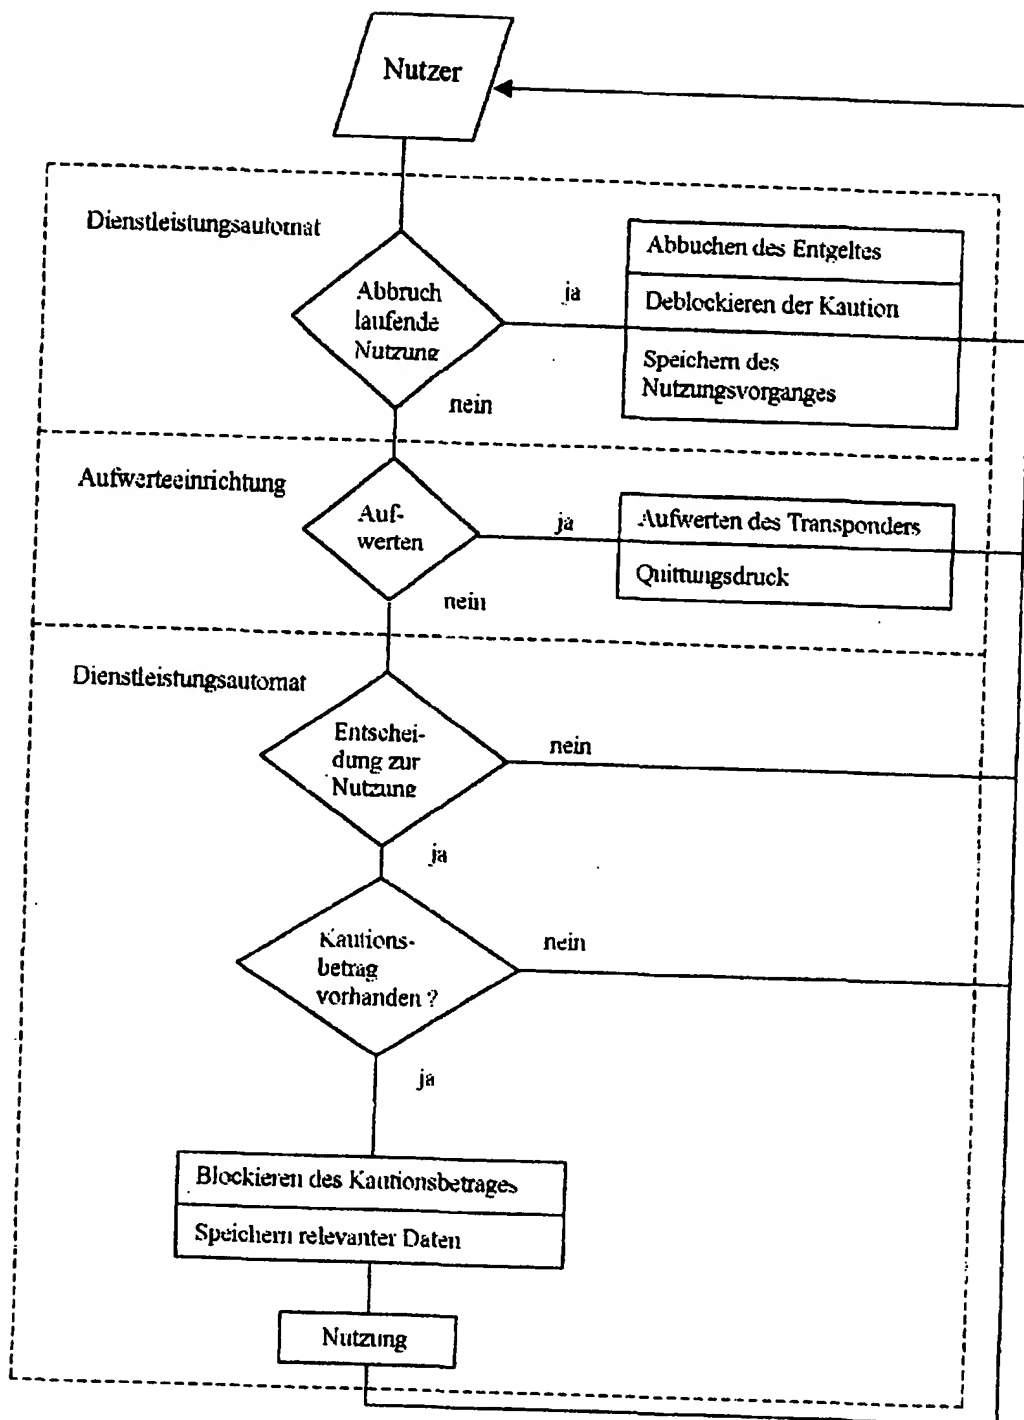 Nutzer
Dienstleistungsautomat
Abbruch
laufende
Nutzung
ja
nein
Abbuchen des Entgeltes
Deblockieren der Kaution
Speichern des
Nutzungsvorganges
Aufwerteeinrichtung
Auf-
werten
ja
nein
Aufwerten des Transponders
Quittungsdruck
Dienstleistungsautomat
Entschei-
dung zur
Nutzung
nein
ja
Kautions-
betrag
vorhanden ?
nein
ja
Blockieren des Kautionsbetrages
Speichern relevanter Daten
Nutzung